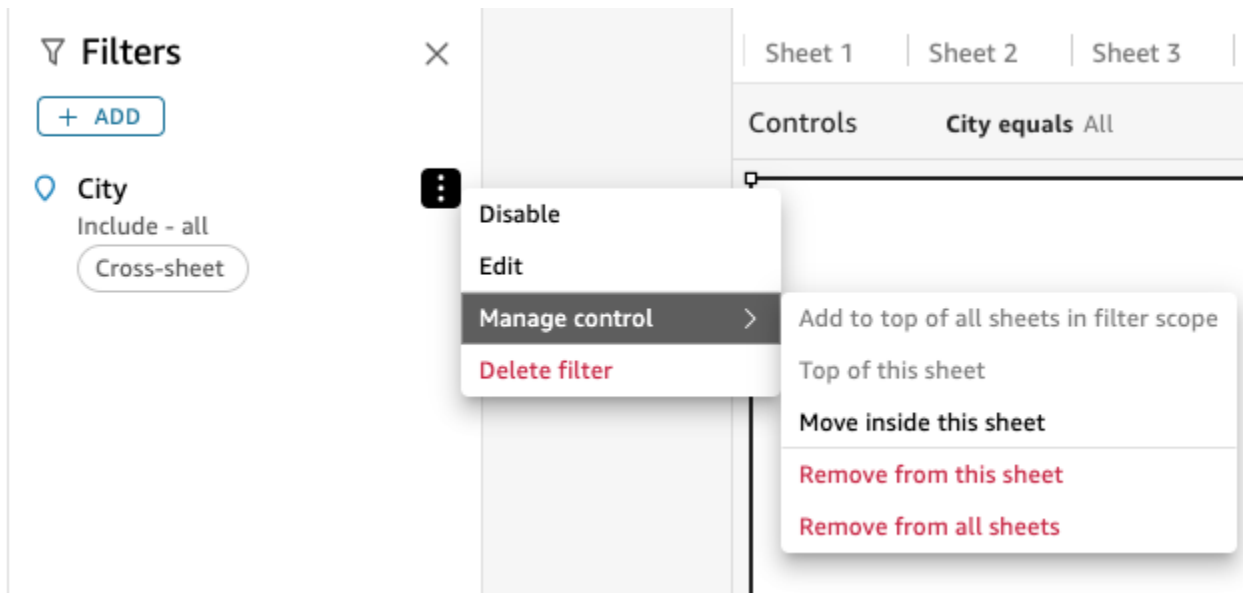 Filters
+ ADD
City
Include - all
Cross-sheet
Disable
Edit
Manage control
Delete filter
Sheet 1
Sheet 2
Sheet 3
Controls
City equals All
Add to top of all sheets in filter scope
Top of this sheet
Move inside this sheet
Remove from this sheet
Remove from all sheets